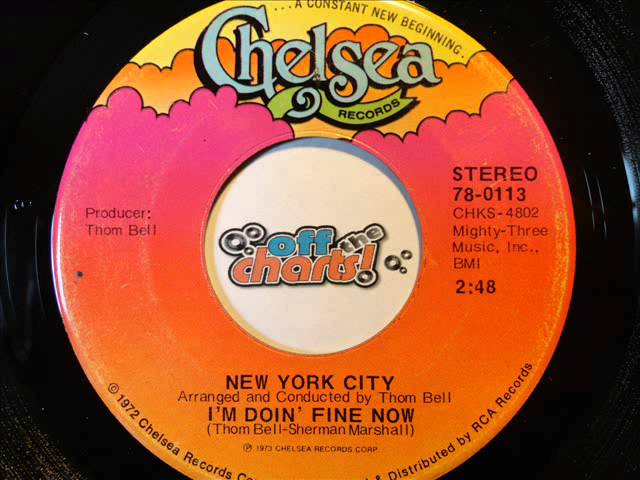 ...A CONSTANT NEW BEGINNING.
Chelsea
RECORDS
STEREO
78-0113
CHKS-4802
Mighty-Three
Music, Inc.,
BMI
2:48
Producer:
Thom Bell
off the
charts!
NEW YORK CITY
Arranged and Conducted by Thom Bell
I'M DOIN' FINE NOW
(Thom Bell-Sherman Marshall)
℗ 1973 CHELSEA RECORDS CORP.
© 1972 Chelsea Records
& Distributed by RCA Records